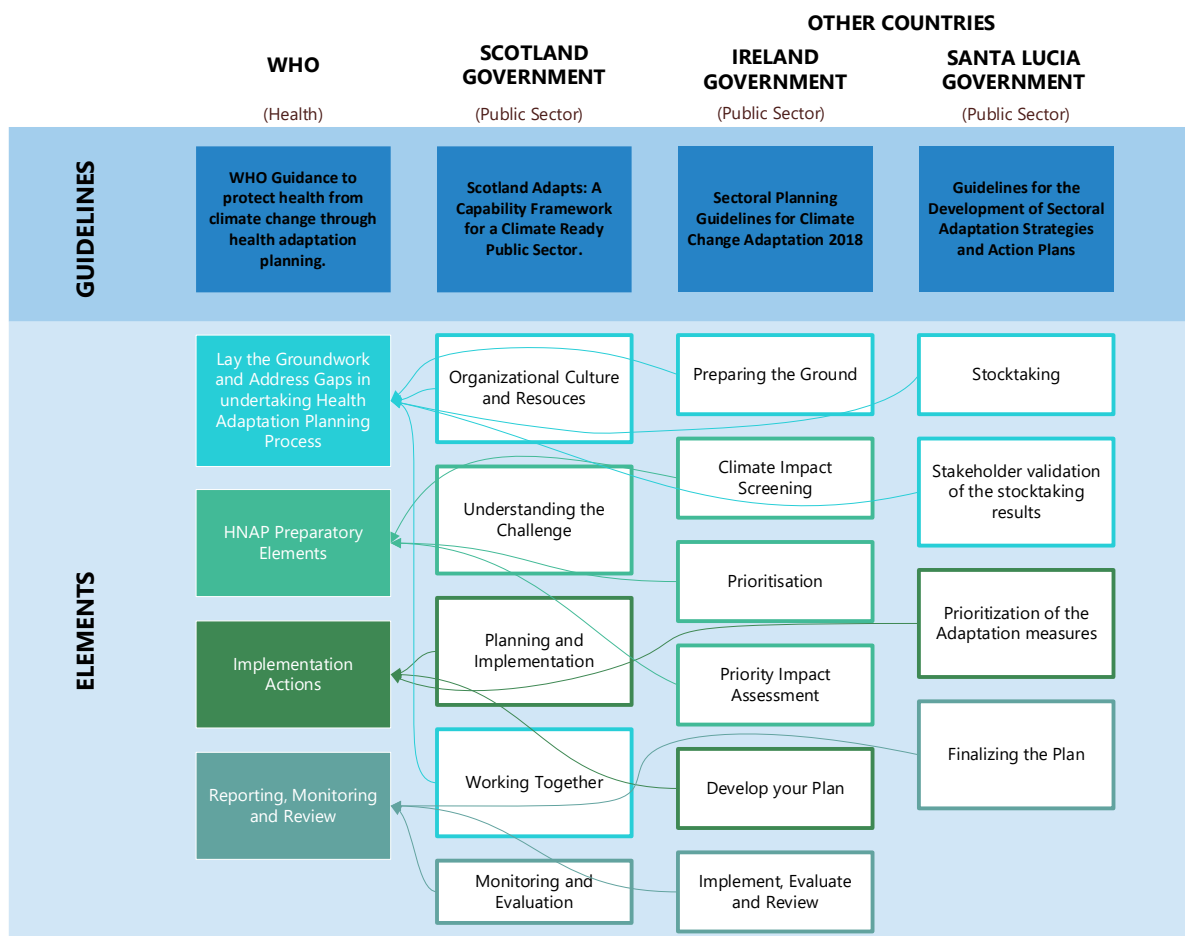 OTHER COUNTRIES
WHO
(Health)
SCOTLAND
GOVERNMENT
(Public Sector)
IRELAND
GOVERNMENT
(Public Sector)
SANTA LUCIA
GOVERNMENT
(Public Sector)
GUIDELINES
WHO Guidance to
protect health from
climate change through
health adaptation
planning.
Scotland Adapts: A
Capability Framework
for a Climate Ready
Public Sector.
Sectoral Planning
Guidelines for Climate
Change Adaptation 2018
Guidelines for the
Development of Sectoral
Adaptation Strategies
and Action Plans
ELEMENTS
Lay the Groundwork
and Address Gaps in
undertaking Health
Adaptation Planning
Process
HNAP Preparatory
Elements
Implementation
Actions
Reporting, Monitoring
and Review
Organizational Culture
and Resouces
Understanding the
Challenge
Planning and
Implementation
Working Together
Monitoring and
Evaluation
Preparing the Ground
Climate Impact
Screening
Prioritisation
Priority Impact
Assessment
Develop your Plan
Implement, Evaluate
and Review
Stocktaking
Stakeholder validation
of the stocktaking
results
Prioritization of the
Adaptation measures
Finalizing the Plan